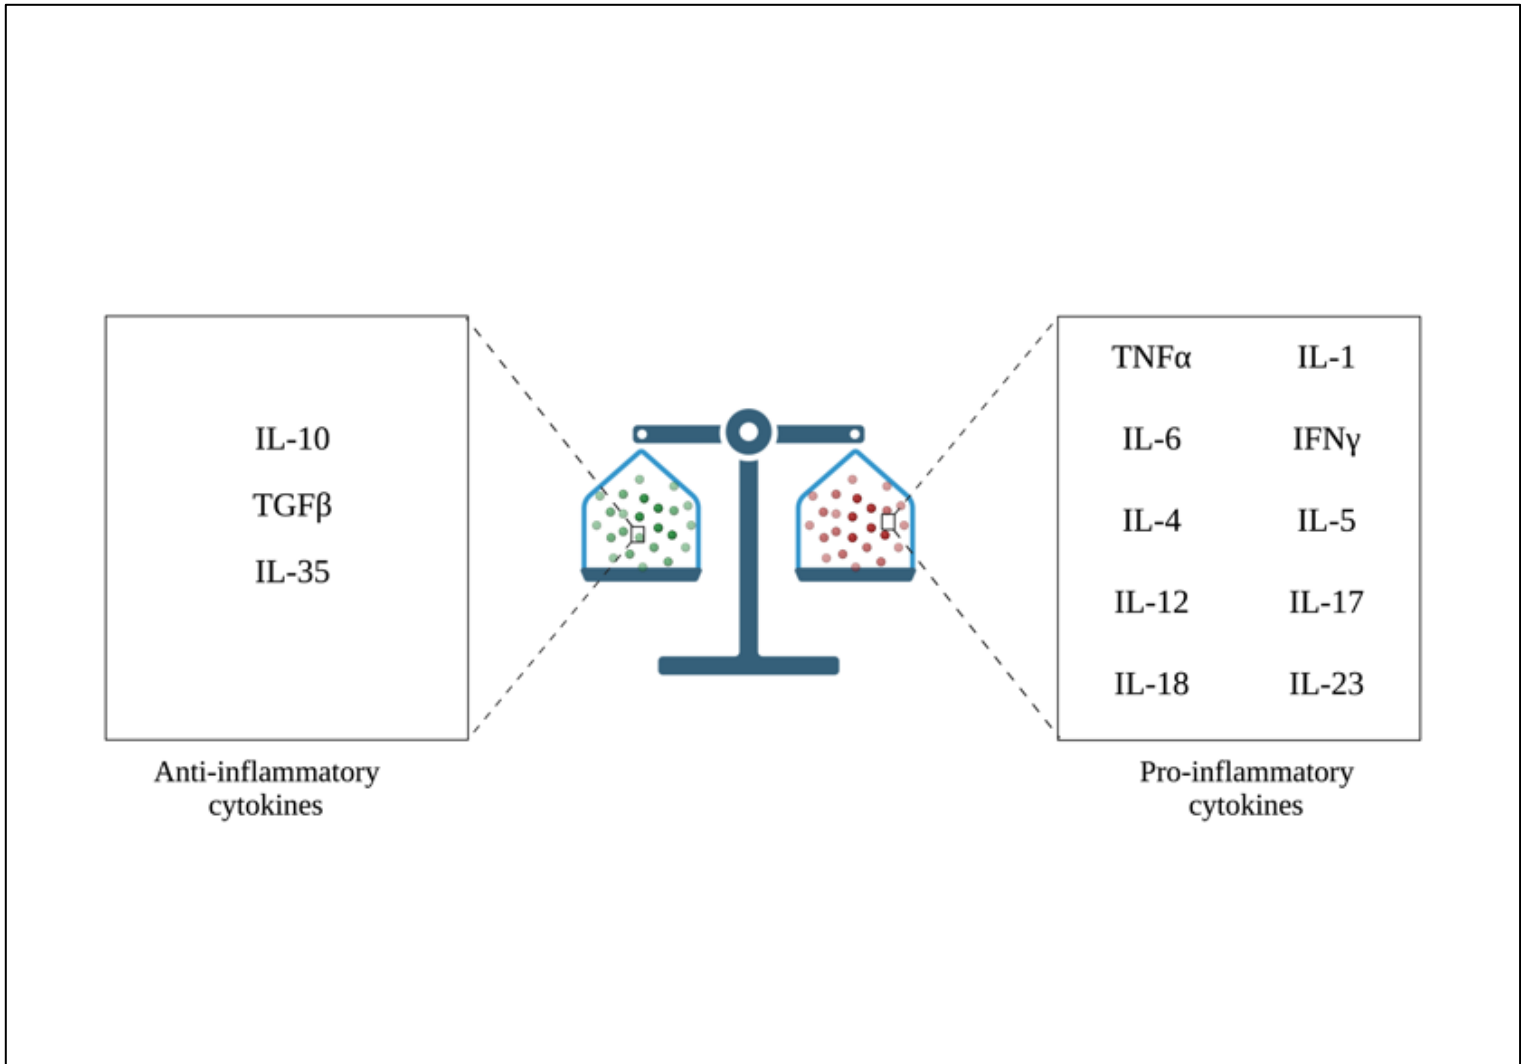 IL-10
TGFβ
IL-35
Anti-inflammatory
cytokines
TNFα IL-1
IL-6 IFNγ
IL-4 IL-5
IL-12 IL-17
IL-18 IL-23
Pro-inflammatory
cytokines